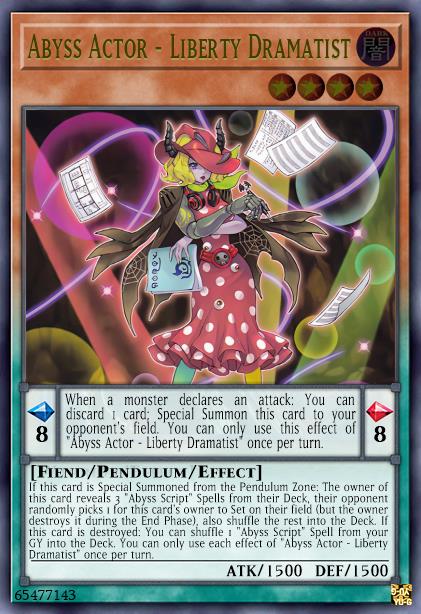 Abyss Actor - Liberty Dramatist
DARK
闇
When a monster declares an attack: You can
discard 1 card; Special Summon this card to your
opponent's field. You can only use this effect of
"Abyss Actor - Liberty Dramatist" once per turn.
8
8
[Fiend/Pendulum/Effect]
If this card is Special Summoned from the Pendulum Zone: The owner of
this card reveals 3 "Abyss Script" Spells from their Deck, their opponent
randomly picks 1 for this card's owner to Set on their field (but the owner
destroys it during the End Phase), also shuffle the rest into the Deck. If
this card is destroyed: You can shuffle 1 "Abyss Script" Spell from your
GY into the Deck. You can only use each effect of "Abyss Actor - Liberty
Dramatist" once per turn.
ATK/1500 DEF/1500
65477143